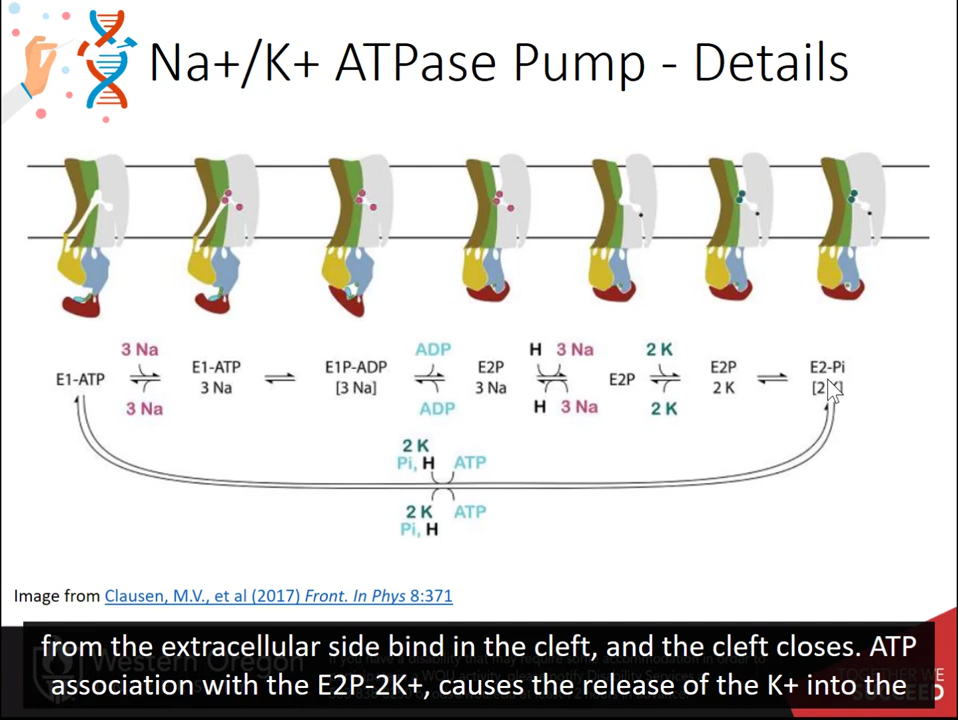 Na+/K+ ATPase Pump - Details
3 Na
ADP
H 3 Na
2 K
E1-ATP
E1-ATP
3 Na
E1P-ADP
[3 Na]
E2P
3 Na
E2P
E2P
2 K
E2-Pi
3 Na
ADP
H 3 Na
2 K
2 K
Pi, H ATP
2 K ATP
Pi, H
Image from Clausen, M.V., et al (2017) Front. In Phys 8:371
from the extracellular side bind in the cleft, and the cleft closes. ATP
association with the E2P-2K+, causes the release of the K+ into the